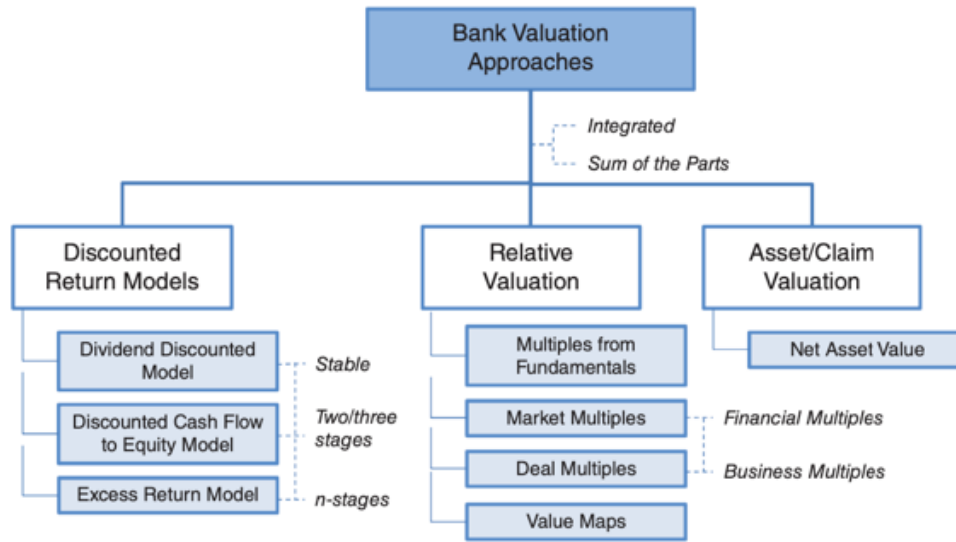 Bank Valuation
Approaches
Integrated
Sum of the Parts
Discounted
Return Models
Relative
Valuation
Asset/Claim
Valuation
Dividend Discounted
Model
Stable
Discounted Cash Flow
to Equity Model
Two/three
stages
Excess Return Model
n-stages
Multiples from
Fundamentals
Market Multiples
Deal Multiples
Value Maps
Financial Multiples
Business Multiples
Net Asset Value